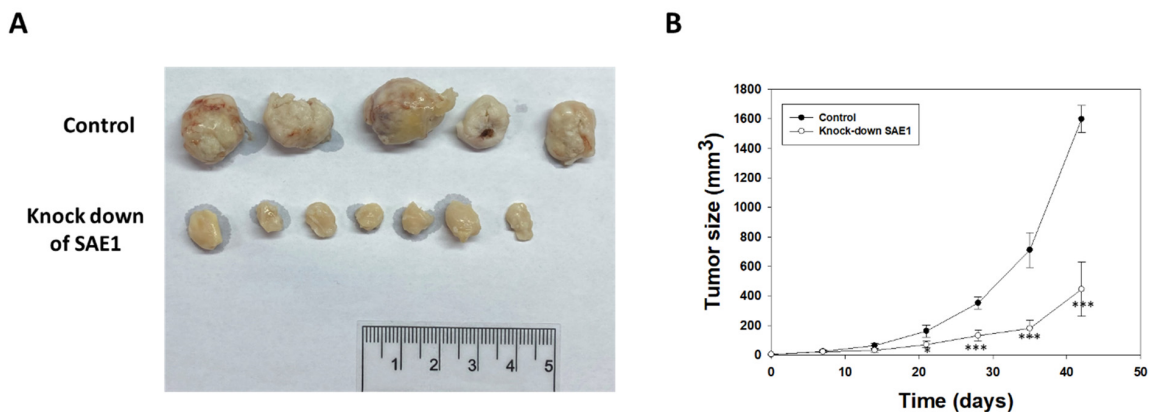 A
Control
Knock down
of SAE1
1 2 3 4 5
B
Tumor size (mm³)
1800
1600
1400
1200
1000
800
600
400
200
0
Control
Knock-down SAE1
*
***
***
***
0 10 20 30 40 50
Time (days)